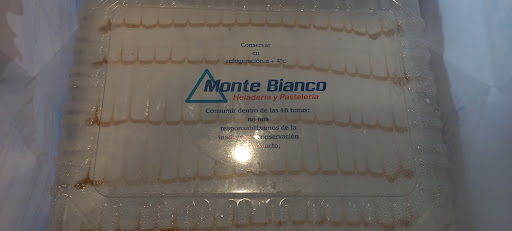 Conservar
en
refrigeración a + 4°c
Monte Bianco
Heladería y Pastelería
Consumir dentro de las 48 horas;
no nos
responsabilizamos de la
conservación